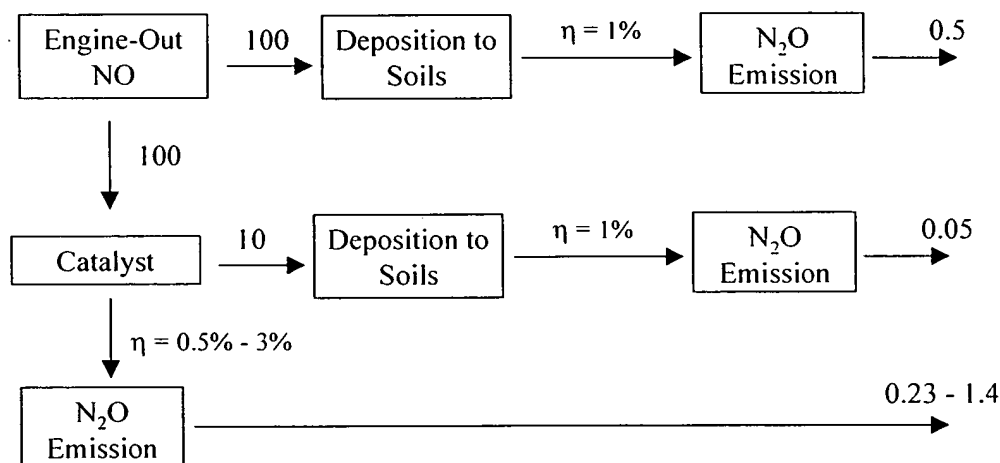 Engine-Out
NO
100
Deposition to
Soils
η = 1%
N₂O
Emission
0.5
100
Catalyst
10
Deposition to
Soils
η = 1%
N₂O
Emission
0.05
η = 0.5% - 3%
N₂O
Emission
0.23 - 1.4